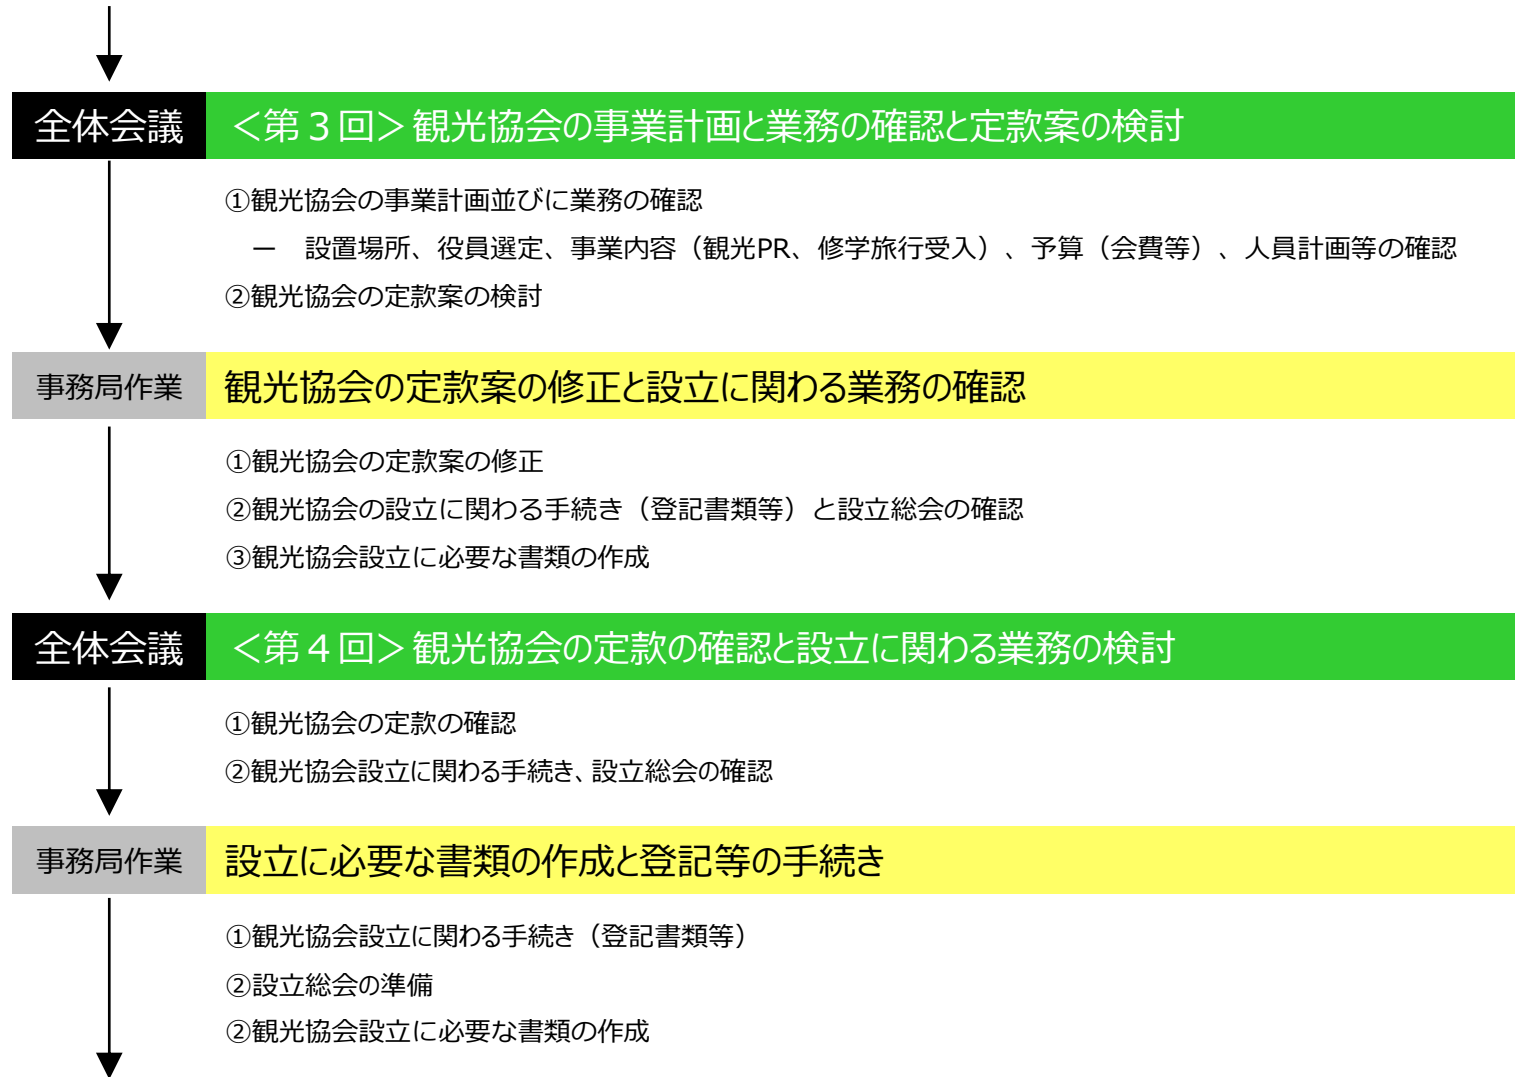 全体会議 ＜第３回＞観光協会の事業計画と業務の確認と定款案の検討
①観光協会の事業計画並びに業務の確認
ー　設置場所、役員選定、事業内容（観光PR、修学旅行受入）、予算（会費等）、人員計画等の確認
②観光協会の定款案の検討
事務局作業 観光協会の定款案の修正と設立に関わる業務の確認
①観光協会の定款案の修正
②観光協会の設立に関わる手続き（登記書類等）と設立総会の確認
③観光協会設立に必要な書類の作成
全体会議 ＜第４回＞観光協会の定款の確認と設立に関わる業務の検討
①観光協会の定款の確認
②観光協会設立に関わる手続き、設立総会の確認
事務局作業 設立に必要な書類の作成と登記等の手続き
①観光協会設立に関わる手続き（登記書類等）
②設立総会の準備
②観光協会設立に必要な書類の作成